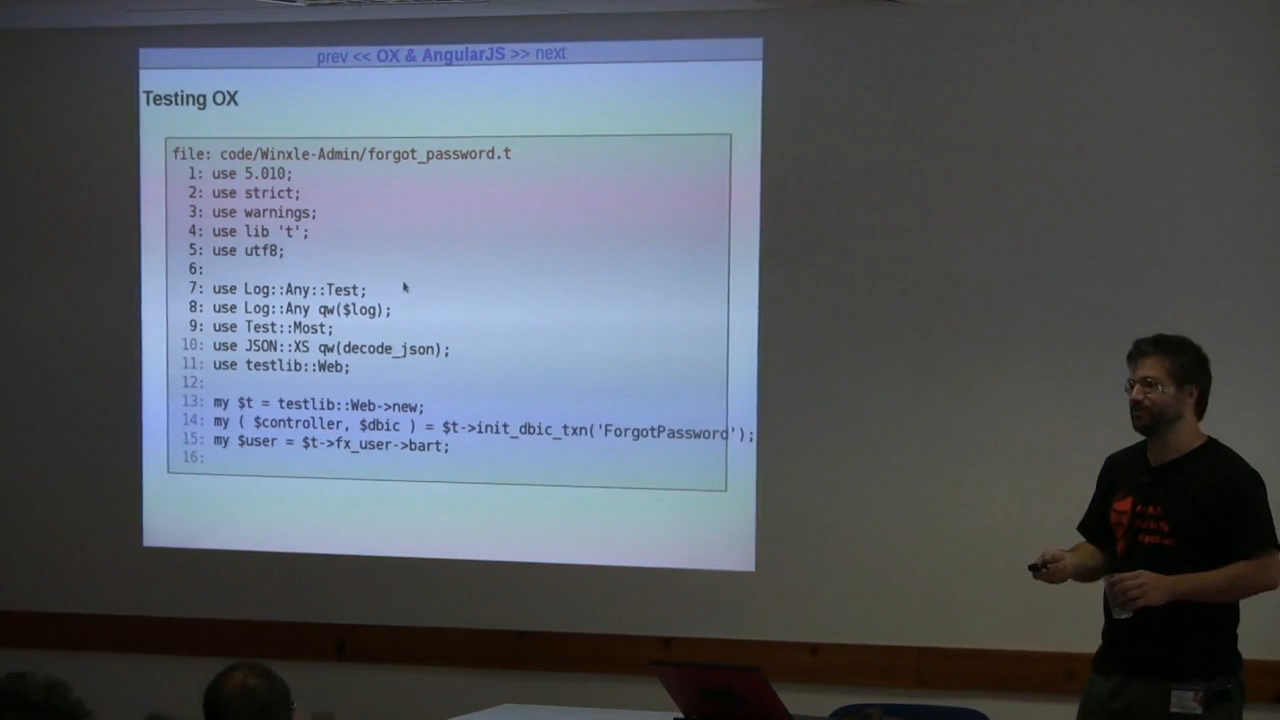 prev << OX & AngularJS >> next
Testing OX
file: code/Winxle-Admin/forgot_password.t
1: use 5.010;
2: use strict;
3: use warnings;
4: use lib 't';
5: use utf8;
6:
7: use Log::Any::Test;
8: use Log::Any qw($log);
9: use Test::Most;
10: use JSON::XS qw(decode_json);
11: use testlib::Web;
12:
13: my $t = testlib::Web->new;
14: my ( $controller, $dbic ) = $t->init_dbic_txn('ForgotPassword');
15: my $user = $t->fx_user->bart;
16: